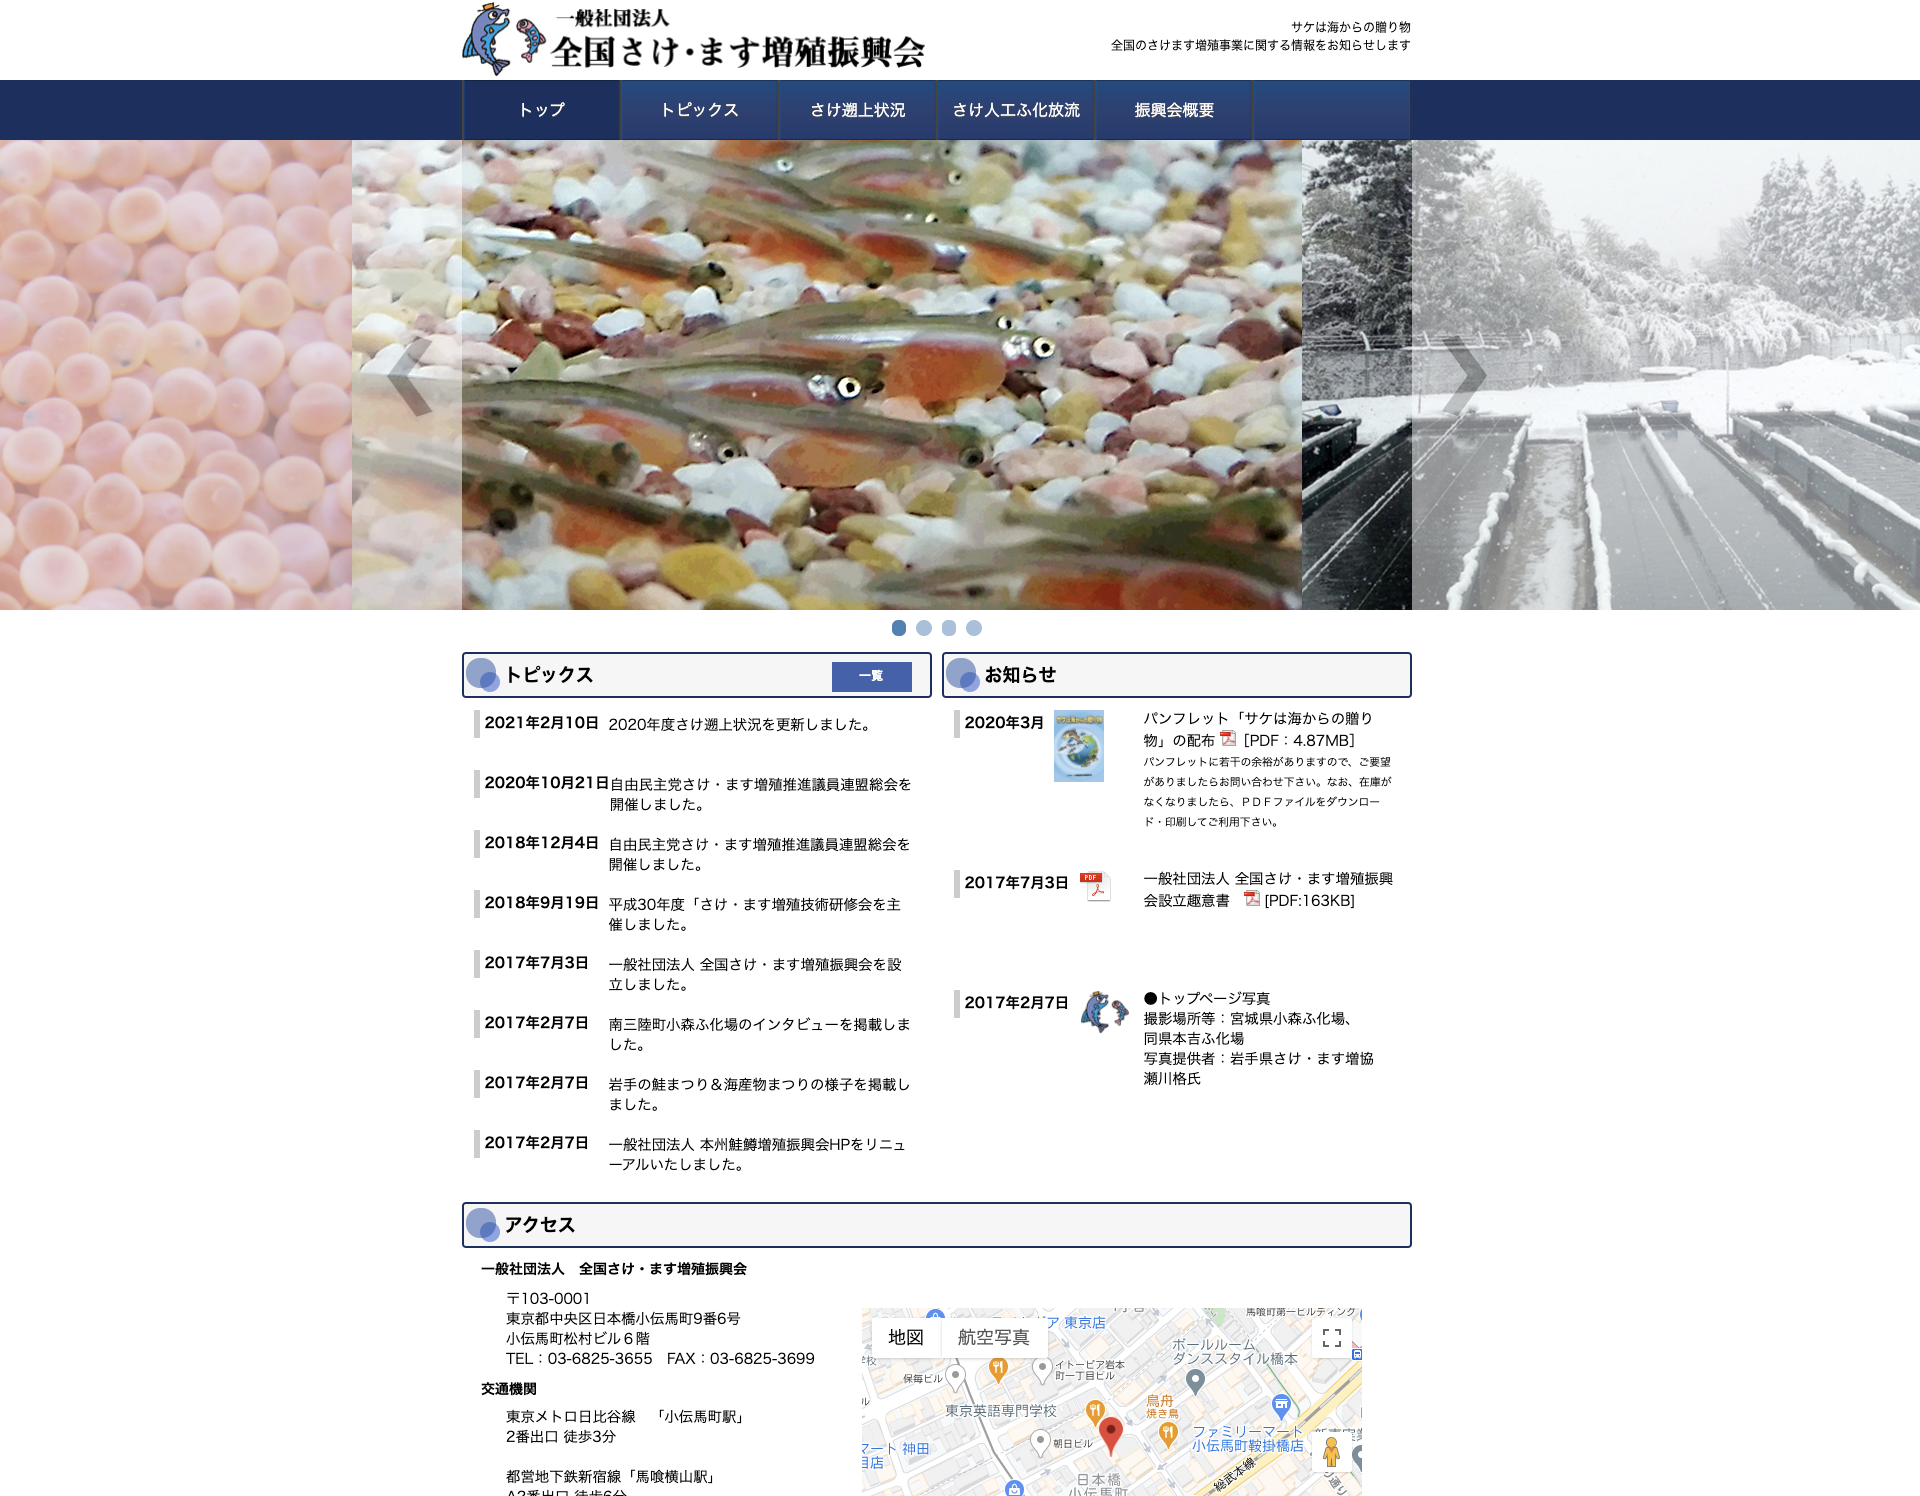 一般社団法人
全国さけ・ます増殖振興会
サケは海からの贈り物
全国のさけます増殖事業に関する情報をお知らせします
トップ
トピックス
さけ遡上状況
さけ人工ふ化放流
振興会概要
トピックス
一覧
2021年2月10日 2020年度さけ遡上状況を更新しました。
2020年10月21日 自由民主党さけ・ます増殖推進議員連盟総会を
開催しました。
2018年12月4日 自由民主党さけ・ます増殖推進議員連盟総会を
開催しました。
2018年9月19日 平成30年度「さけ・ます増殖技術研修会を主
催しました。
2017年7月3日 一般社団法人 全国さけ・ます増殖振興会を設
立しました。
2017年2月7日 南三陸町小森ふ化場のインタビューを掲載しま
した。
2017年2月7日 岩手の鮭まつり＆海産物まつりの様子を掲載し
ました。
2017年2月7日 一般社団法人 本州鮭鱒増殖振興会HPをリニュ
ーアルいたしました。
お知らせ
2020年3月
パンフレット「サケは海からの贈り
物」の配布 [PDF：4.87MB]
パンフレットに若干の余裕がありますので、ご要望
がありましたらお問い合わせ下さい。なお、在庫が
なくなりましたら、ＰＤＦファイルをダウンロー
ド・印刷してご利用下さい。
2017年7月3日
PDF
一般社団法人 全国さけ・ます増殖振興
会設立趣意書 [PDF:163KB]
2017年2月7日
●トップページ写真
撮影場所等：宮城県小森ふ化場、
同県本吉ふ化場
写真提供者：岩手県さけ・ます増協
瀬川格氏
アクセス
一般社団法人　全国さけ・ます増殖振興会
〒103-0001
東京都中央区日本橋小伝馬町9番6号
小伝馬町松村ビル６階
TEL：03-6825-3655　FAX：03-6825-3699
交通機関
東京メトロ日比谷線　「小伝馬町駅」
2番出口 徒歩3分
都営地下鉄新宿線「馬喰横山駅」
A2番出口 徒歩6分
馬喰町第一ビルディング
東京店
地図
航空写真
ボールルーム
ダンススタイル橋本
イトーピア岩本
町一丁目ビル
保毎ビル
東京英語専門学校
鳥舟
焼き鳥
朝日ビル
ファミリーマート
小伝馬町鞍掛橋店
マート 神田
目店
日本橋
小伝馬町
総武本線